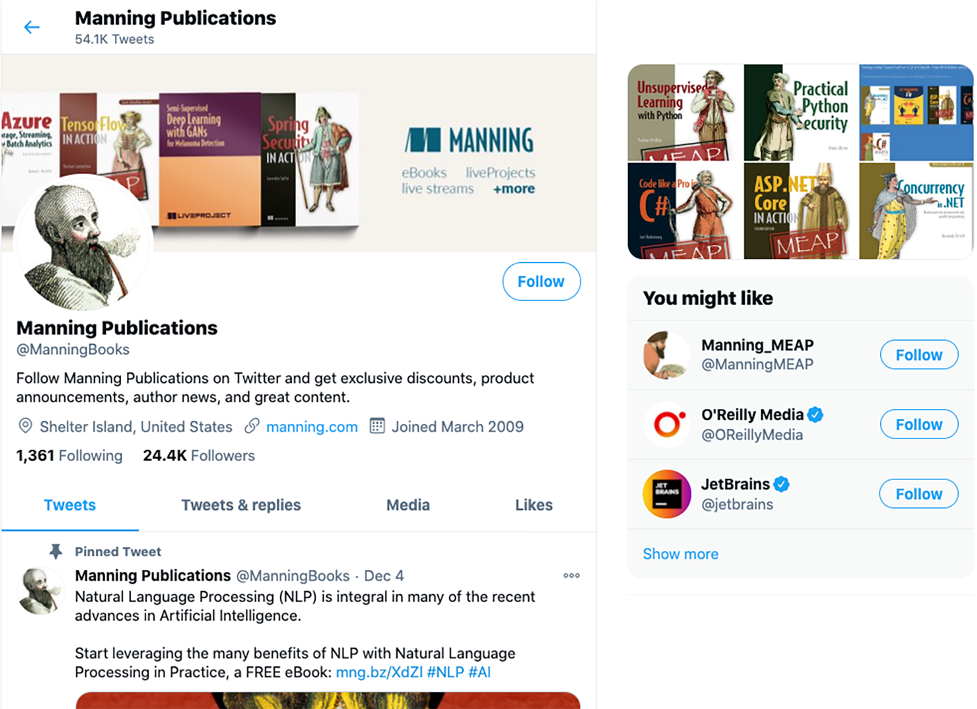 Manning Publications
54.1K Tweets
Azure
Batch Analytics
TensorFlow
IN ACTION
Semi-Supervised
Deep Learning
with GANs
for Melanoma Detection
LIVEPROJECT
Spring
Security
IN ACTION
MANNING
eBooks liveProjects
live streams +more
Follow
Manning Publications
@ManningBooks
Follow Manning Publications on Twitter and get exclusive discounts, product
announcements, author news, and great content.
Shelter Island, United States manning.com Joined March 2009
1,361 Following 24.4K Followers
Tweets Tweets & replies Media Likes
Pinned Tweet
Manning Publications @ManningBooks · Dec 4
Natural Language Processing (NLP) is integral in many of the recent
advances in Artificial Intelligence.
Start leveraging the many benefits of NLP with Natural Language
Processing in Practice, a FREE eBook: mng.bz/XdZl #NLP #AI
Unsupervised
Learning
with Python
MEAP
Practical
Python
Security
Code like a Pro in
C#
MEAP
ASP.NET
Core
IN ACTION
MEAP
Concurrency
in .NET
You might like
Manning_MEAP
@ManningMEAP
Follow
O'Reilly Media
@OReillyMedia
Follow
JET
BRAINS
JetBrains
@jetbrains
Follow
Show more